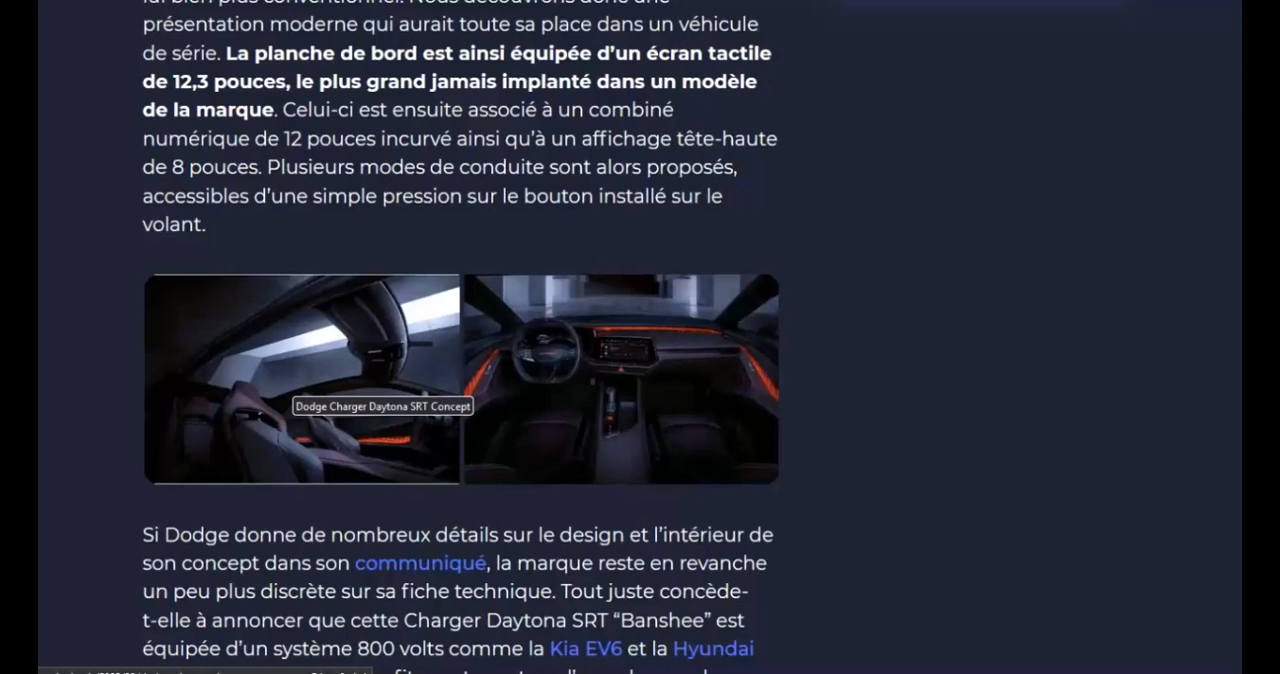 présentation moderne qui aurait toute sa place dans un véhicule
de série. La planche de bord est ainsi équipée d’un écran tactile
de 12,3 pouces, le plus grand jamais implanté dans un modèle
de la marque. Celui-ci est ensuite associé à un combiné
numérique de 12 pouces incurvé ainsi qu’à un affichage tête-haute
de 8 pouces. Plusieurs modes de conduite sont alors proposés,
accessibles d’une simple pression sur le bouton installé sur le
volant.
Dodge Charger Daytona SRT Concept
Si Dodge donne de nombreux détails sur le design et l’intérieur de
son concept dans son communiqué, la marque reste en revanche
un peu plus discrète sur sa fiche technique. Tout juste concède-
t-elle à annoncer que cette Charger Daytona SRT “Banshee” est
équipée d’un système 800 volts comme la Kia EV6 et la Hyundai